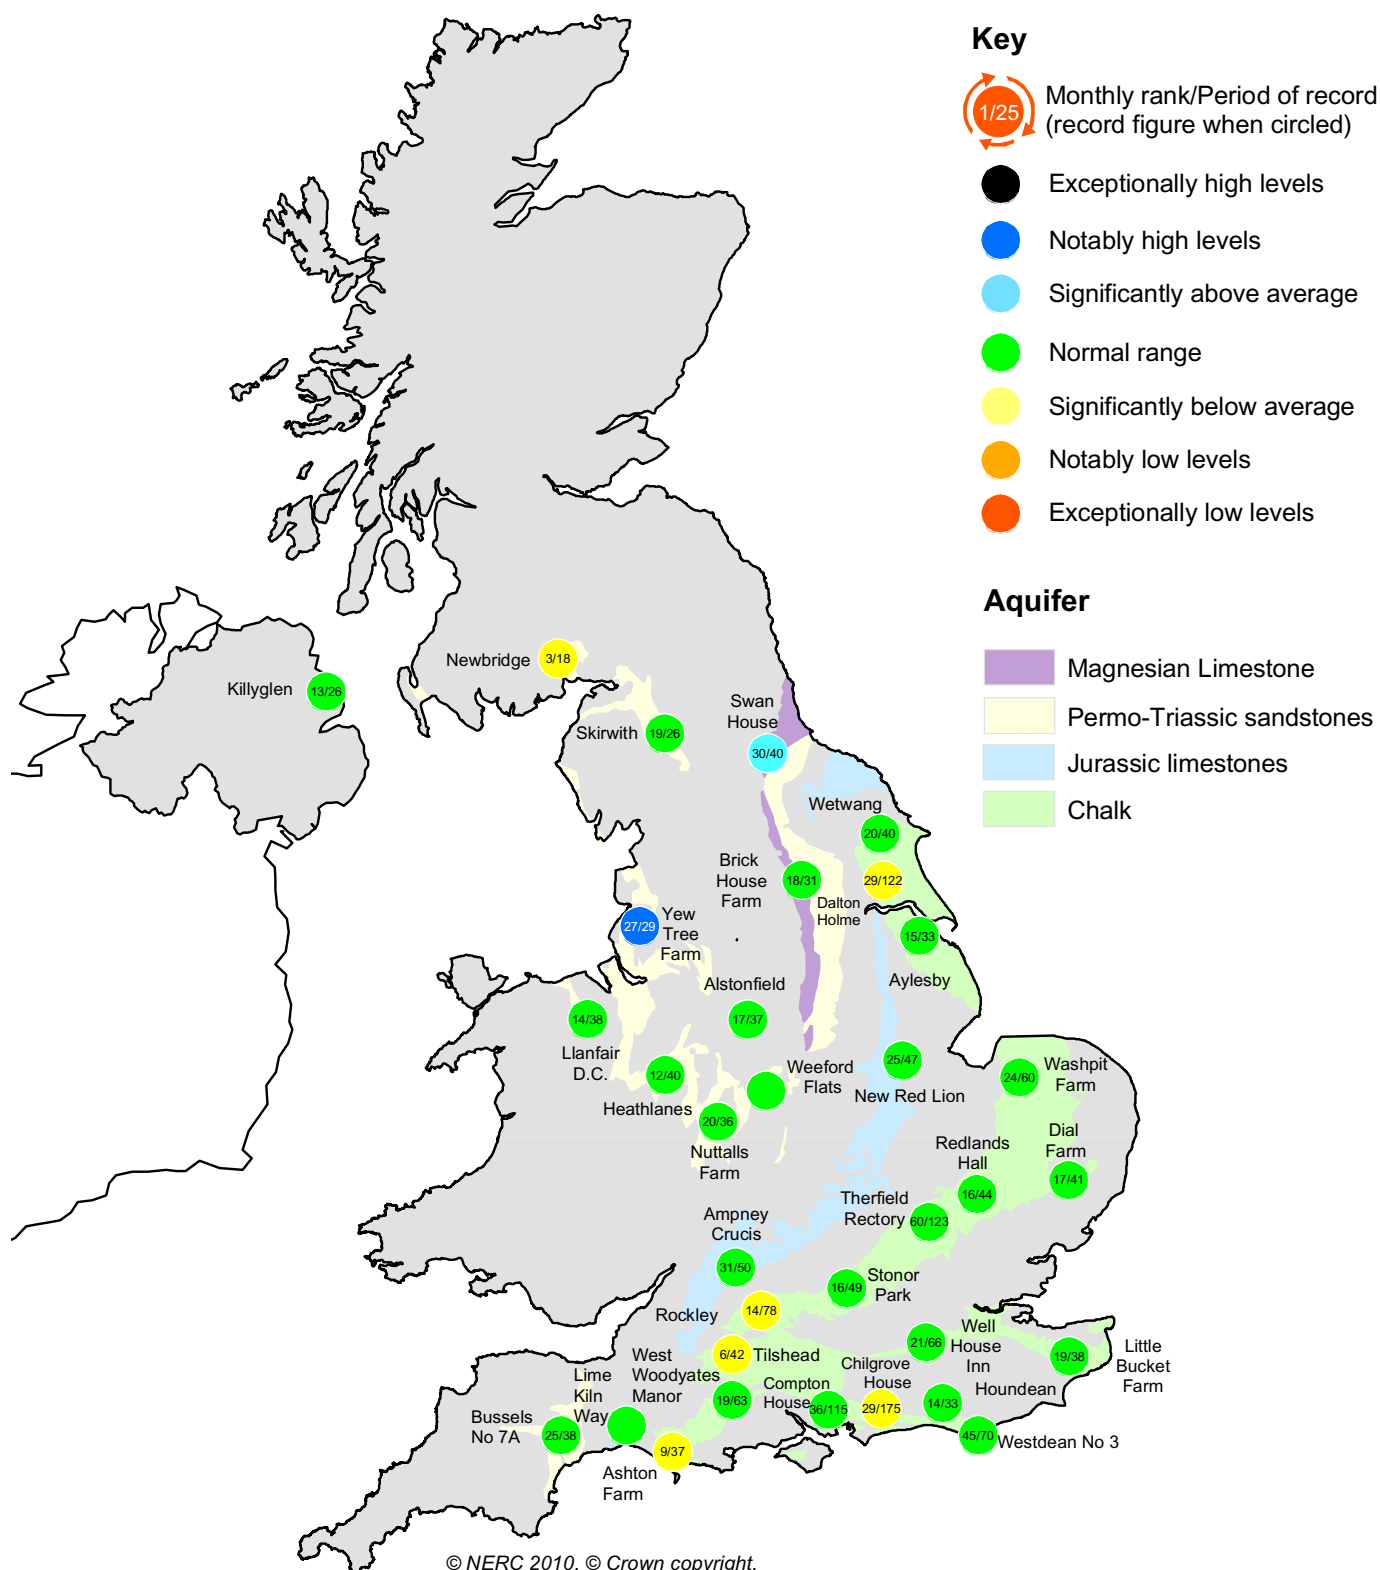 Key
1/25
Monthly rank/Period of record
(record figure when circled)
Exceptionally high levels
Notably high levels
Significantly above average
Normal range
Significantly below average
Notably low levels
Exceptionally low levels
Aquifer
Magnesian Limestone
Permo-Triassic sandstones
Jurassic limestones
Chalk
Newbridge
3/18
Killyglen
13/26
Skirwith
19/26
Swan
House
30/40
Wetwang
20/40
Brick
House
Farm
18/31
29/122
Dalton
Holme
27/29
Yew
Tree
Farm
15/33
Aylesby
Alstonfield
17/37
14/38
Llanfair
D.C.
12/40
Heathlanes
Weeford
Flats
20/36
Nuttalls
Farm
25/47
New Red Lion
24/60
Washpit
Farm
Dial
Farm
17/41
Redlands
Hall
16/44
Therfield
Rectory
60/123
Ampney
Crucis
31/50
16/49
Stonor
Park
Rockley
14/78
6/42
Tilshead
21/66
Well
House
Inn
19/38
Little
Bucket
Farm
West
Woodyates
Manor
19/63
Compton
House
36/115
Chilgrove
House
29/175
14/33
Houndean
45/70
Westdean No 3
Lime
Kiln
Way
Bussels
No 7A
25/38
9/37
Ashton
Farm
© NERC 2010. © Crown copyright.